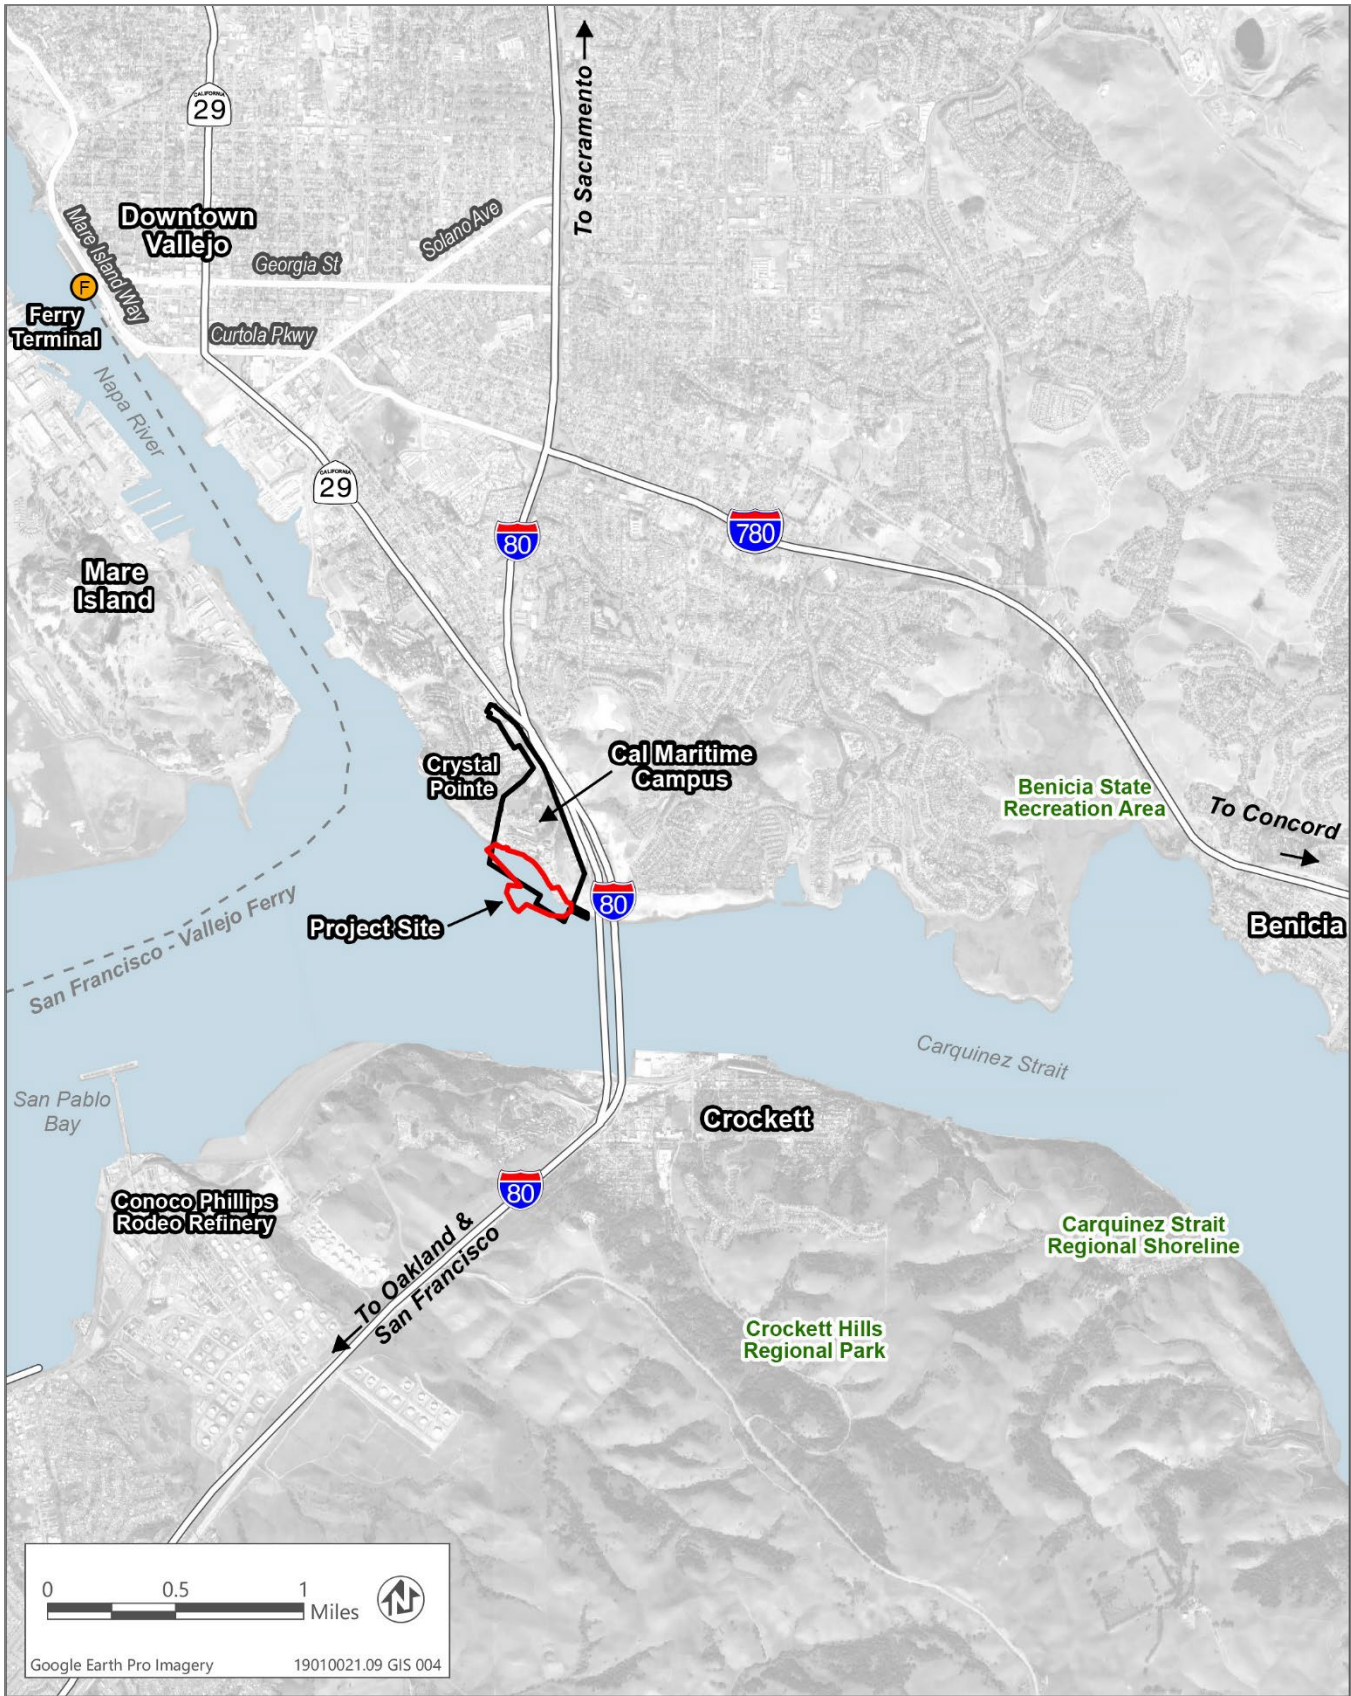 CALIFORNIA
29
To Sacramento
Downtown
Vallejo
Mare Island Way
Solano Ave
Georgia St
F
Ferry
Terminal
Curtola Pkwy
Napa River
CALIFORNIA
29
80
780
Mare
Island
Crystal
Pointe
Cal Maritime
Campus
Benicia State
Recreation Area
To Concord
80
Project Site
Benicia
San Francisco - Vallejo Ferry
Carquinez Strait
San Pablo
Bay
Crockett
80
Conoco Phillips
Rodeo Refinery
To Oakland &
San Francisco
Carquinez Strait
Regional Shoreline
Crockett Hills
Regional Park
0 0.5 1
Miles
N
Google Earth Pro Imagery 19010021.09 GIS 004